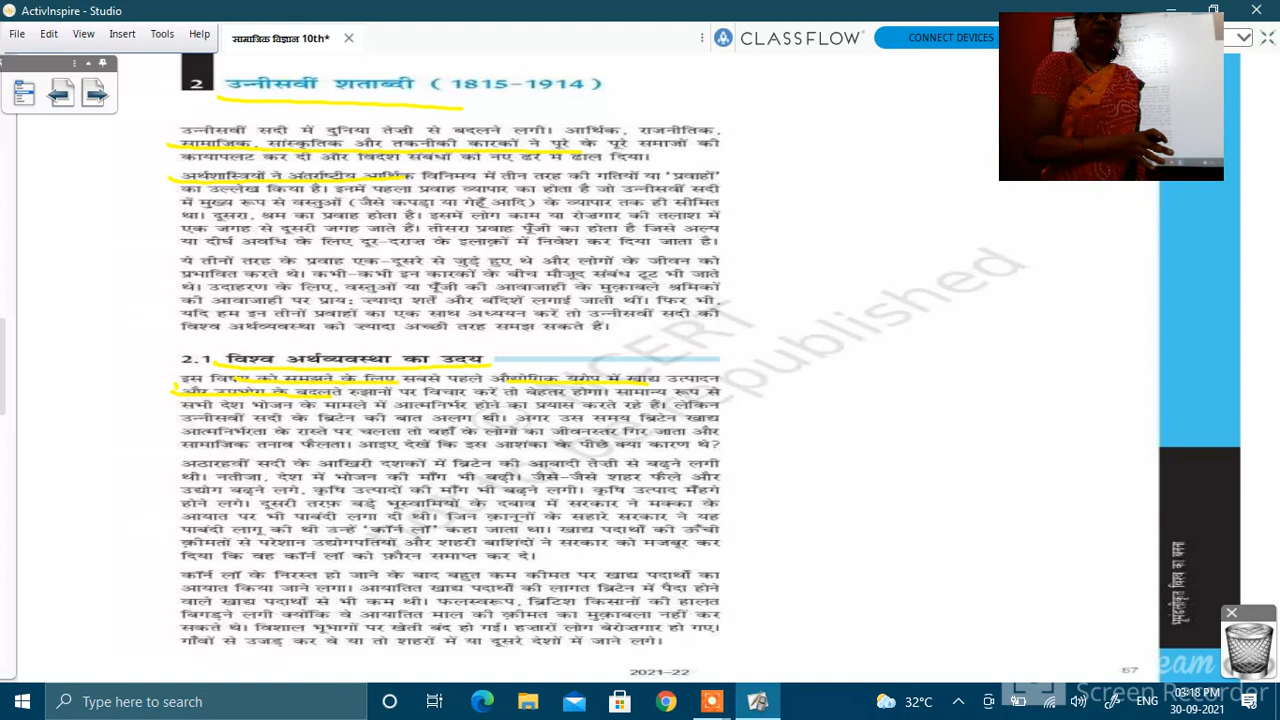 ActivInspire - Studio
File Edit View Insert Tools Help
सामाजिक विज्ञान 10th*
CLASSFLOW
CONNECT DEVICES
2 उन्नीसवीं शताब्दी (1815-1914)
उन्नीसवीं सदी में दुनिया तेज़ी से बदलने लगी। आर्थिक, राजनीतिक,
सामाजिक, सांस्कृतिक और तकनीकी कारकों ने पूरे के पूरे समाजों की
कायापलट कर दी और विदेश संबंधों को नए ढर्रे में ढाल दिया।
अर्थशास्त्रियों ने अंतर्राष्ट्रीय आर्थिक विनिमय में तीन तरह की गतियों या 'प्रवाहों'
का उल्लेख किया है। इनमें पहला प्रवाह व्यापार का होता है जो उन्नीसवीं सदी
में मुख्य रूप से वस्तुओं (जैसे कपड़ा या गेहूँ आदि) के व्यापार तक ही सीमित
था। दूसरा, श्रम का प्रवाह होता है। इसमें लोग काम या रोज़गार की तलाश में
एक जगह से दूसरी जगह जाते हैं। तीसरा प्रवाह पूँजी का होता है जिसे अल्प
या दीर्घ अवधि के लिए दूर-दराज़ के इलाक़ों में निवेश कर दिया जाता है।
ये तीनों तरह के प्रवाह एक-दूसरे से जुड़े हुए थे और लोगों के जीवन को
प्रभावित करते थे। कभी-कभी इन कारकों के बीच मौजूद संबंध टूट भी जाते
थे। उदाहरण के लिए, वस्तुओं या पूँजी की आवाजाही के मुक़ाबले श्रमिकों
की आवाजाही पर प्राय: ज्यादा शर्तें और बंदिशें लगाई जाती थीं। फिर भी,
यदि हम इन तीनों प्रवाहों का एक साथ अध्ययन करें तो उन्नीसवीं सदी की
विश्व अर्थव्यवस्था को ज्यादा अच्छी तरह समझ सकते हैं।
2.1 विश्व अर्थव्यवस्था का उदय
इस विषय को समझने के लिए सबसे पहले औद्योगिक यूरोप में खाद्य उत्पादन
और उपभोग के बदलते रुझानों पर विचार करें तो बेहतर होगा। सामान्य रूप से
सभी देश भोजन के मामले में आत्मनिर्भर होने का प्रयास करते रहे हैं। लेकिन
उन्नीसवीं सदी के ब्रिटेन की बात अलग थी। अगर उस समय ब्रिटेन खाद्य
आत्मनिर्भरता के रास्ते पर चलता तो वहाँ के लोगों का जीवनस्तर गिर जाता और
सामाजिक तनाव फैलता। आइए देखें कि इस आशंका के पीछे क्या कारण थे?
अठारहवीं सदी के आखिरी दशकों में ब्रिटेन की आबादी तेज़ी से बढ़ने लगी
थी। नतीजा, देश में भोजन की माँग भी बढ़ी। जैसे-जैसे शहर फैले और
उद्योग बढ़ने लगे, कृषि उत्पादों की माँग भी बढ़ने लगी। कृषि उत्पाद मँहगे
होने लगे। दूसरी तरफ़ बड़े भूस्वामियों के दबाव में सरकार ने मक्का के
आयात पर भी पाबंदी लगा दी थी। जिन क़ानूनों के सहारे सरकार ने यह
पाबंदी लागू की थी उन्हें 'कॉर्न लॉ' कहा जाता था। खाद्य पदार्थों की ऊँची
क़ीमतों से परेशान उद्योगपतियों और शहरी बाशिंदों ने सरकार को मजबूर कर
दिया कि वह कॉर्न लॉ को फ़ौरन समाप्त कर दे।
कॉर्न लॉ के निरस्त हो जाने के बाद बहुत कम कीमत पर खाद्य पदार्थों का
आयात किया जाने लगा। आयातित खाद्य पदार्थों की लागत ब्रिटेन में पैदा होने
वाले खाद्य पदार्थों से भी कम थी। फलस्वरूप, ब्रिटिश किसानों की हालत
बिगड़ने लगी क्योंकि वे आयातित माल की क़ीमत का मुक़ाबला नहीं कर
सकते थे। विशाल भूभागों पर खेती बंद हो गई। हज़ारों लोग बेरोज़गार हो गए।
गाँवों से उजड़ कर वे या तो शहरों में या दूसरे देशों में जाने लगे।
2021-22
57
भूमंडलीकृत विश्व का बनना
NCERT
republished
Screen Recorder
Type here to search
32°C
ENG
03:18 PM
30-09-2021